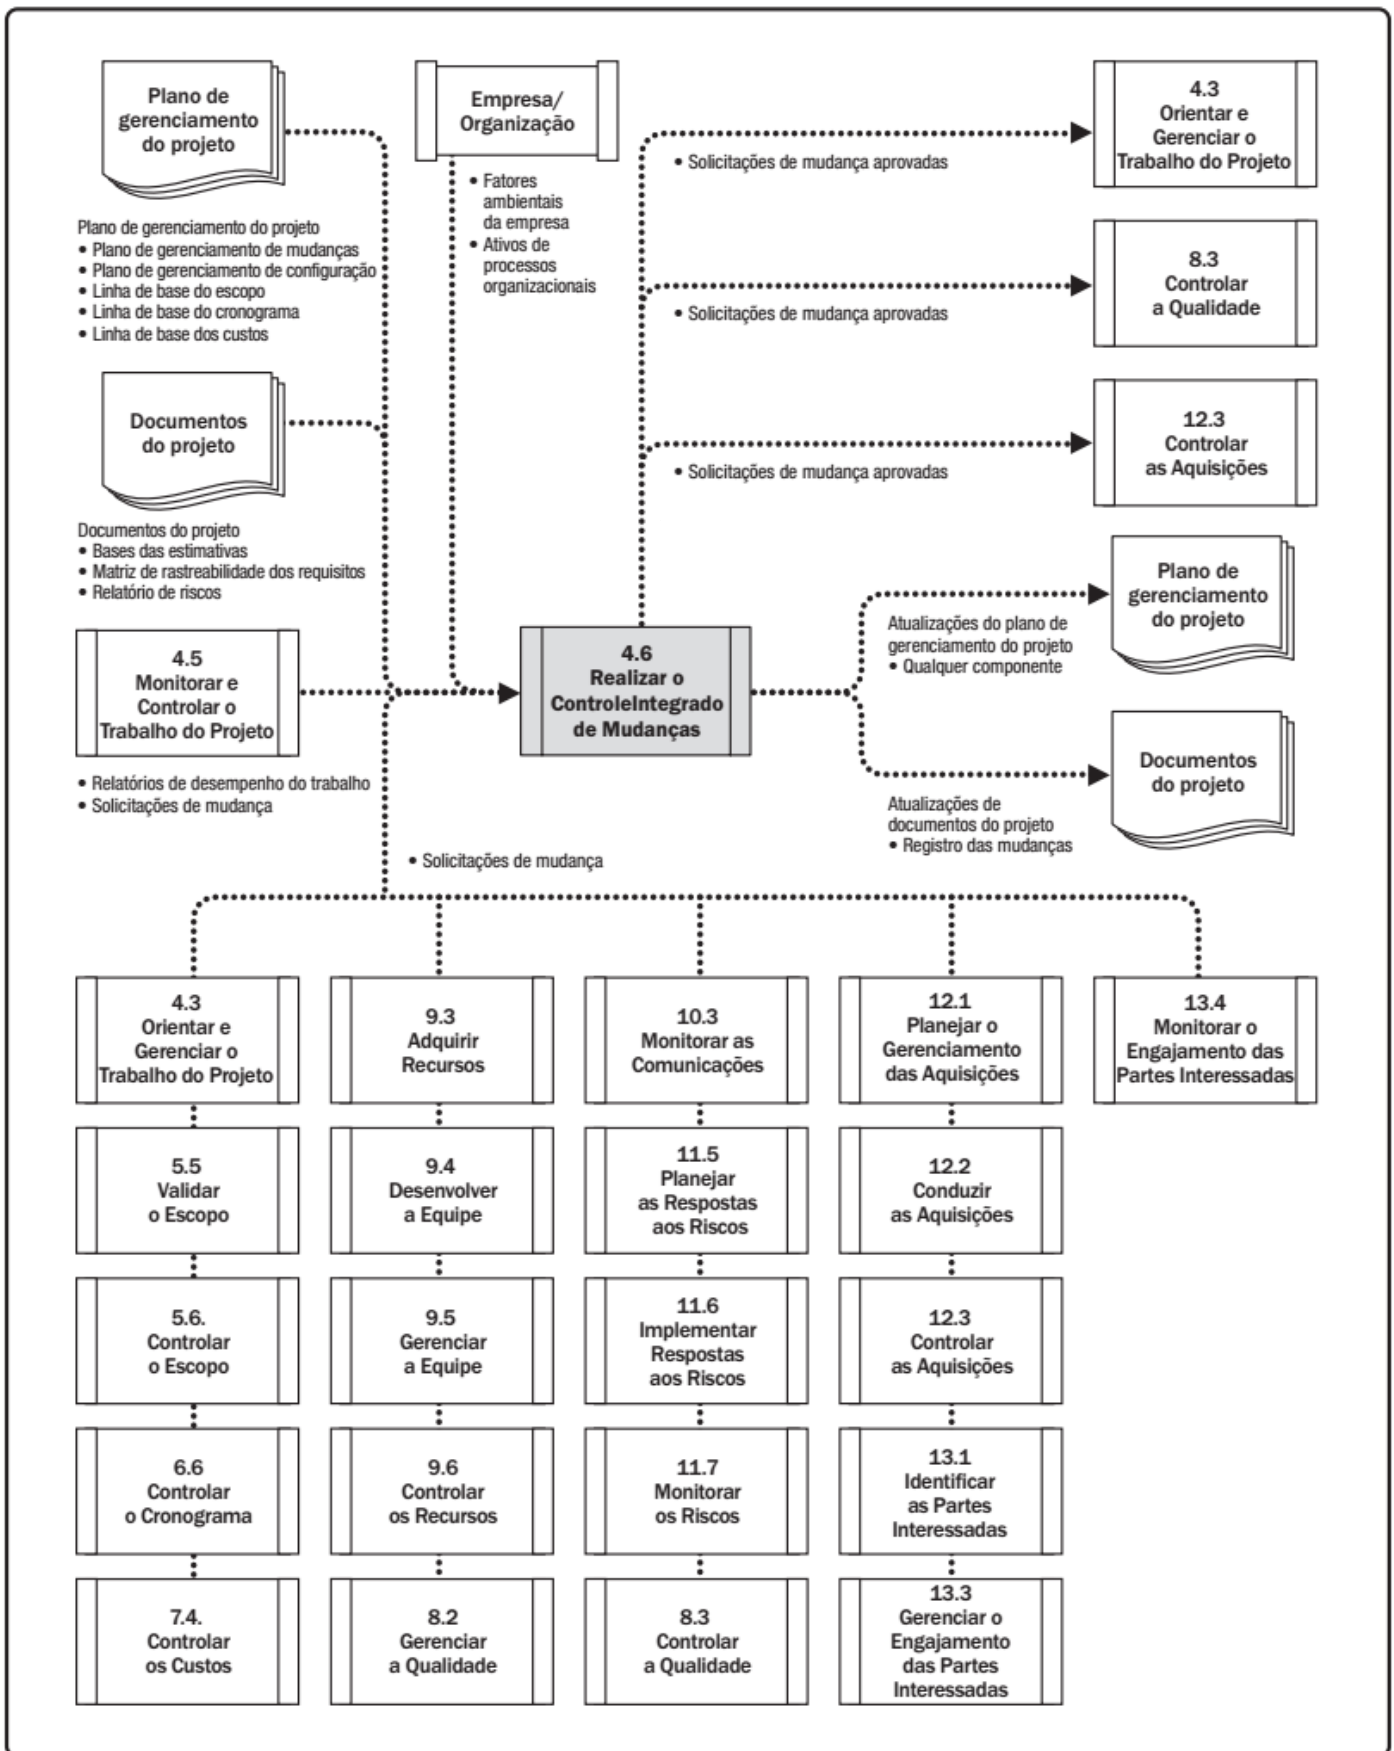 Plano de
gerenciamento
do projeto
Plano de gerenciamento do projeto
• Plano de gerenciamento de mudanças
• Plano de gerenciamento de configuração
• Linha de base do escopo
• Linha de base do cronograma
• Linha de base dos custos
Documentos
do projeto
Documentos do projeto
• Bases das estimativas
• Matriz de rastreabilidade dos requisitos
• Relatório de riscos
4.5
Monitorar e
Controlar o
Trabalho do Projeto
• Relatórios de desempenho do trabalho
• Solicitações de mudança
Empresa/
Organização
• Fatores
ambientais
da empresa
• Ativos de
processos
organizacionais
• Solicitações de mudança aprovadas
4.3
Orientar e
Gerenciar o
Trabalho do Projeto
• Solicitações de mudança aprovadas
8.3
Controlar
a Qualidade
• Solicitações de mudança aprovadas
12.3
Controlar
as Aquisições
4.6
Realizar o
ControleIntegrado
de Mudanças
Atualizações do plano de
gerenciamento do projeto
• Qualquer componente
Plano de
gerenciamento
do projeto
Atualizações de
documentos do projeto
• Registro das mudanças
Documentos
do projeto
• Solicitações de mudança
4.3
Orientar e
Gerenciar o
Trabalho do Projeto
5.5
Validar
o Escopo
5.6.
Controlar
o Escopo
6.6
Controlar
o Cronograma
7.4.
Controlar
os Custos
9.3
Adquirir
Recursos
9.4
Desenvolver
a Equipe
9.5
Gerenciar
a Equipe
9.6
Controlar
os Recursos
8.2
Gerenciar
a Qualidade
10.3
Monitorar as
Comunicações
11.5
Planejar
as Respostas
aos Riscos
11.6
Implementar
Respostas
aos Riscos
11.7
Monitorar
os Riscos
8.3
Controlar
a Qualidade
12.1
Planejar o
Gerenciamento
das Aquisições
12.2
Conduzir
as Aquisições
12.3
Controlar
as Aquisições
13.1
Identificar
as Partes
Interessadas
13.3
Gerenciar o
Engajamento
das Partes
Interessadas
13.4
Monitorar o
Engajamento das
Partes Interessadas